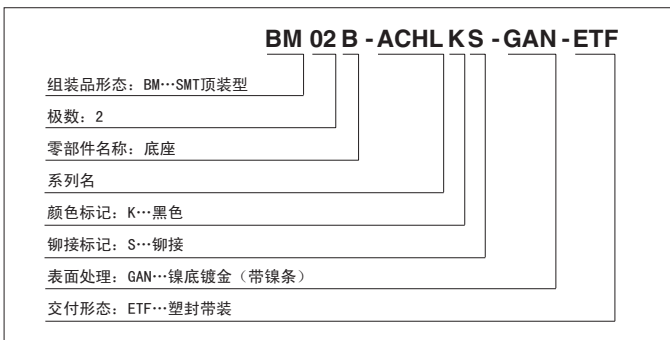 BM 02 B - ACHL K S - GAN - ETF
组装品形态：BM…SMT顶装型
极数：2
零部件名称：底座
系列名
颜色标记：K…黑色
铆接标记：S…铆接
表面处理：GAN…镍底镀金（带镍条）
交付形态：ETF…塑封带装